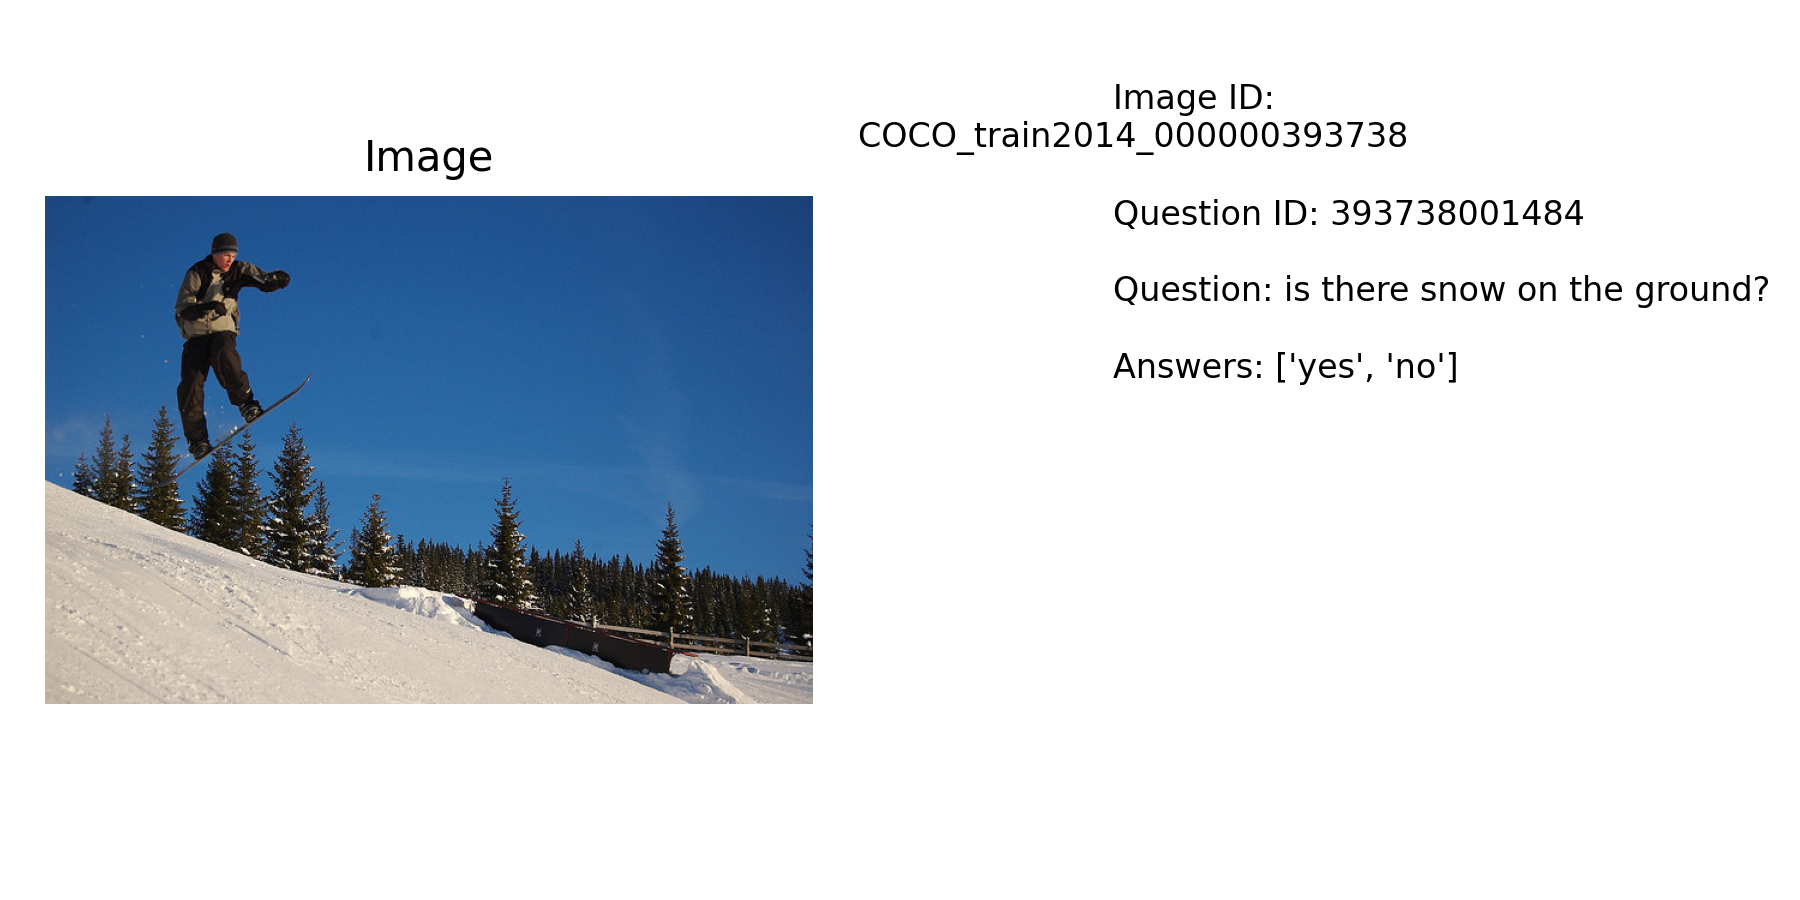 Image
Image ID:
COCO_train2014_000000393738
Question ID: 393738001484
Question: is there snow on the ground?
Answers: ['yes', 'no']